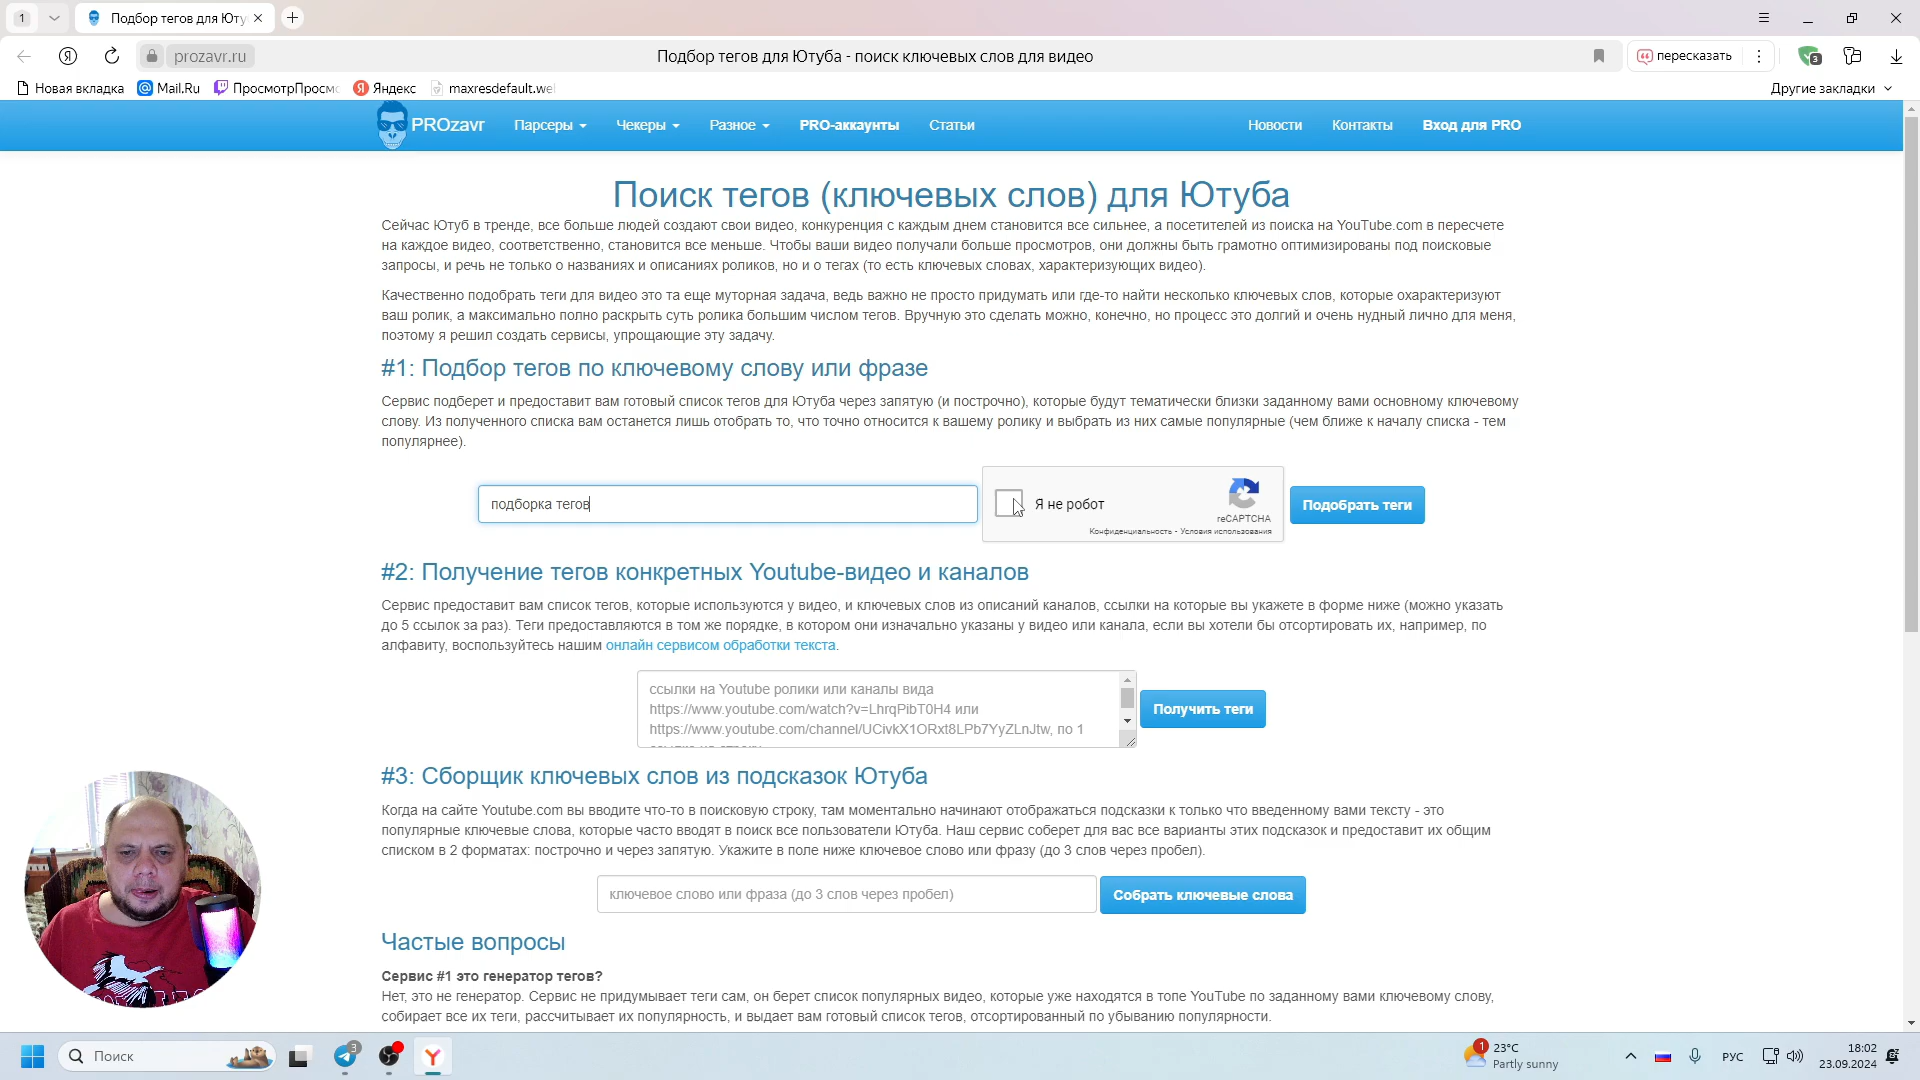 1
Подбор тегов для Юту
prozavr.ru
Подбор тегов для Ютуба - поиск ключевых слов для видео
пересказать
3
Новая вкладка
Mail.Ru
ПросмотрПросм
Яндекс
maxresdefault.we
Другие закладки
PROzavr
Парсеры
Чекеры
Разное
PRO-аккаунты
Статьи
Новости
Контакты
Вход для PRO
Поиск тегов (ключевых слов) для Ютуба
Сейчас Ютуб в тренде, все больше людей создают свои видео, конкуренция с каждым днем становится все сильнее, а посетителей из поиска на YouTube.com в пересчете
на каждое видео, соответственно, становится все меньше. Чтобы ваши видео получали больше просмотров, они должны быть грамотно оптимизированы под поисковые
запросы, и речь не только о названиях и описаниях роликов, но и о тегах (то есть ключевых словах, характеризующих видео).
Качественно подобрать теги для видео это та еще муторная задача, ведь важно не просто придумать или где-то найти несколько ключевых слов, которые охарактеризуют
ваш ролик, а максимально полно раскрыть суть ролика большим числом тегов. Вручную это сделать можно, конечно, но процесс это долгий и очень нудный лично для меня,
поэтому я решил создать сервисы, упрощающие эту задачу.
#1: Подбор тегов по ключевому слову или фразе
Сервис подберет и предоставит вам готовый список тегов для Ютуба через запятую (и построчно), которые будут тематически близки заданному вами основному ключевому
слову. Из полученного списка вам останется лишь отобрать то, что точно относится к вашему ролику и выбрать из них самые популярные (чем ближе к началу списка - тем
популярнее).
подборка тегов
Я не робот
reCAPTCHA
Конфиденциальность - Условия использования
Подобрать теги
#2: Получение тегов конкретных Youtube-видео и каналов
Сервис предоставит вам список тегов, которые используются у видео, и ключевых слов из описаний каналов, ссылки на которые вы укажете в форме ниже (можно указать
до 5 ссылок за раз). Теги предоставляются в том же порядке, в котором они изначально указаны у видео или канала, если вы хотели бы отсортировать их, например, по
алфавиту, воспользуйтесь нашим онлайн сервисом обработки текста.
ссылки на Youtube ролики или каналы вида
https://www.youtube.com/watch?v=LhrqPibT0H4 или
https://www.youtube.com/channel/UCivkX1ORxt8LPb7YyZLnJtw, по 1
Получить теги
#3: Сборщик ключевых слов из подсказок Ютуба
Когда на сайте Youtube.com вы вводите что-то в поисковую строку, там моментально начинают отображаться подсказки к только что введенному вами тексту - это
популярные ключевые слова, которые часто вводят в поиск все пользователи Ютуба. Наш сервис соберет для вас все варианты этих подсказок и предоставит их общим
списком в 2 форматах: построчно и через запятую. Укажите в поле ниже ключевое слово или фразу (до 3 слов через пробел).
ключевое слово или фраза (до 3 слов через пробел)
Собрать ключевые слова
Частые вопросы
Сервис #1 это генератор тегов?
Нет, это не генератор. Сервис не придумывает теги сам, он берет список популярных видео, которые уже находятся в топе YouTube по заданному вами ключевому слову,
собирает все их теги, рассчитывает их популярность, и выдает вам готовый список тегов, отсортированный по убыванию популярности.
Поиск
3
1
23°C
Partly sunny
РУС
18:02
23.09.2024